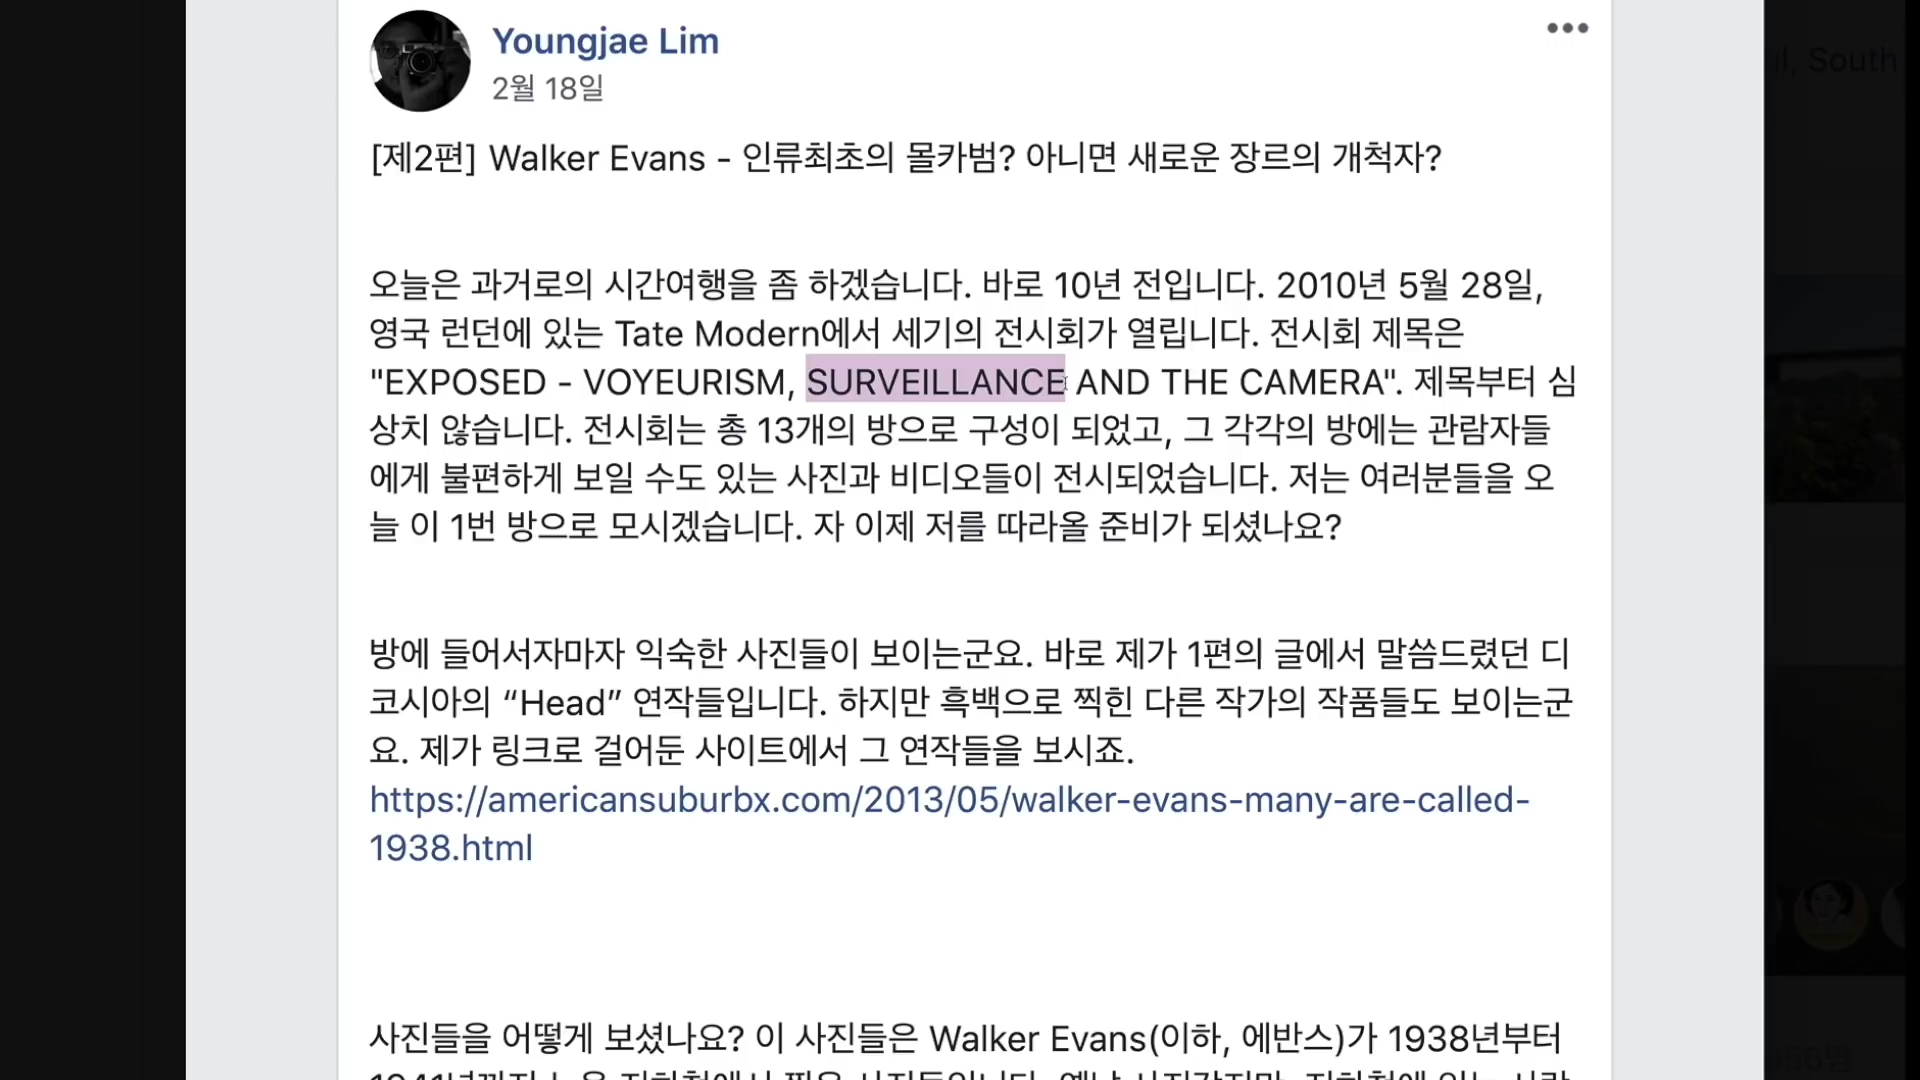 Youngjae Lim
2월 18일
[제2편] Walker Evans - 인류최초의 몰카범? 아니면 새로운 장르의 개척자?
오늘은 과거로의 시간여행을 좀 하겠습니다. 바로 10년 전입니다. 2010년 5월 28일,
영국 런던에 있는 Tate Modern에서 세기의 전시회가 열립니다. 전시회 제목은
"EXPOSED - VOYEURISM, SURVEILLANCE AND THE CAMERA". 제목부터 심
상치 않습니다. 전시회는 총 13개의 방으로 구성이 되었고, 그 각각의 방에는 관람자들
에게 불편하게 보일 수도 있는 사진과 비디오들이 전시되었습니다. 저는 여러분들을 오
늘 이 1번 방으로 모시겠습니다. 자 이제 저를 따라올 준비가 되셨나요?
방에 들어서자마자 익숙한 사진들이 보이는군요. 바로 제가 1편의 글에서 말씀드렸던 디
코시아의 “Head” 연작들입니다. 하지만 흑백으로 찍힌 다른 작가의 작품들도 보이는군
요. 제가 링크로 걸어둔 사이트에서 그 연작들을 보시죠.
https://americansuburbx.com/2013/05/walker-evans-many-are-called-
1938.html
사진들을 어떻게 보셨나요? 이 사진들은 Walker Evans(이하, 에반스)가 1938년부터
South